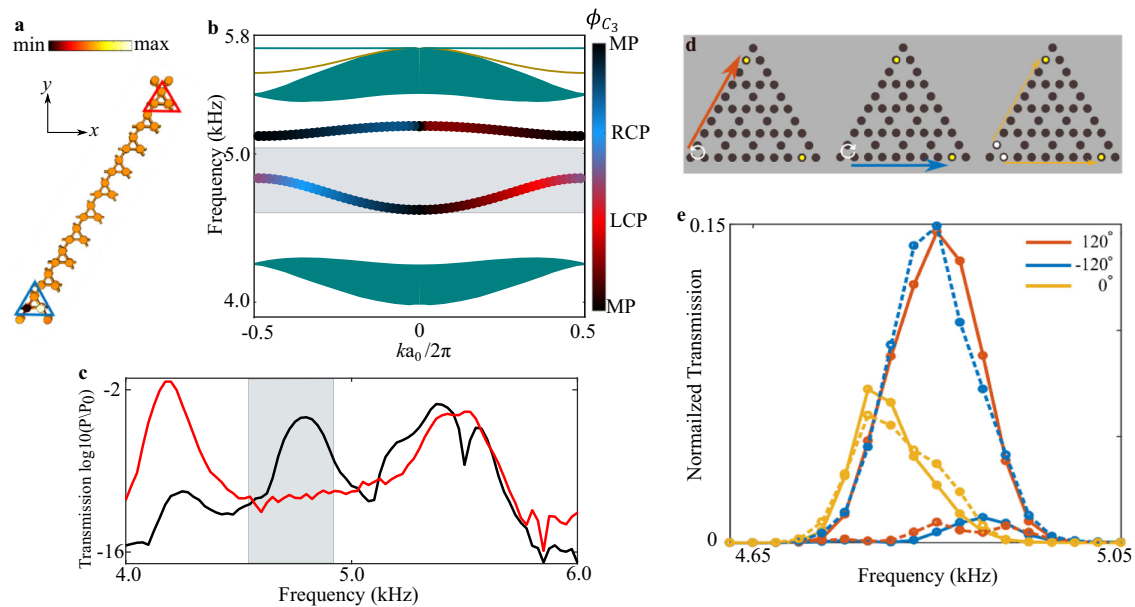 a
min max
y
x
b
ϕC3
5.8
5.0
4.0
Frequency (kHz)
-0.5 0 0.5
ka0/2π
MP
RCP
LCP
MP
c
-2
-16
Transmission log10(P\P0)
4.0 5.0 6.0
Frequency (kHz)
d
e
0.15
0
Normailzed Transmission
120°
-120°
0°
4.65 5.05
Frequency (kHz)